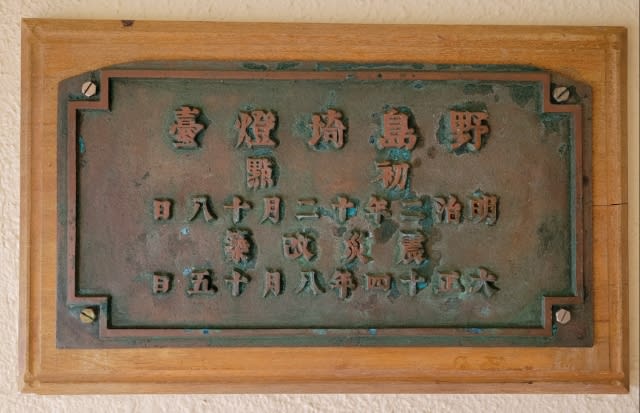 野島埼燈臺
初點
明治二年十二月十八日
震災改築
大正十四年八月十五日